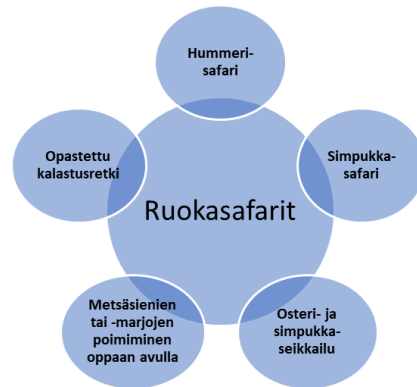 Hummeri-
safari
Opastettu
kalastusretki
Simpukka-
safari
Ruokasafarit
Metsäsienien
tai -marjojen
poimiminen
oppaan avulla
Osteri- ja
simpukka-
seikkailu